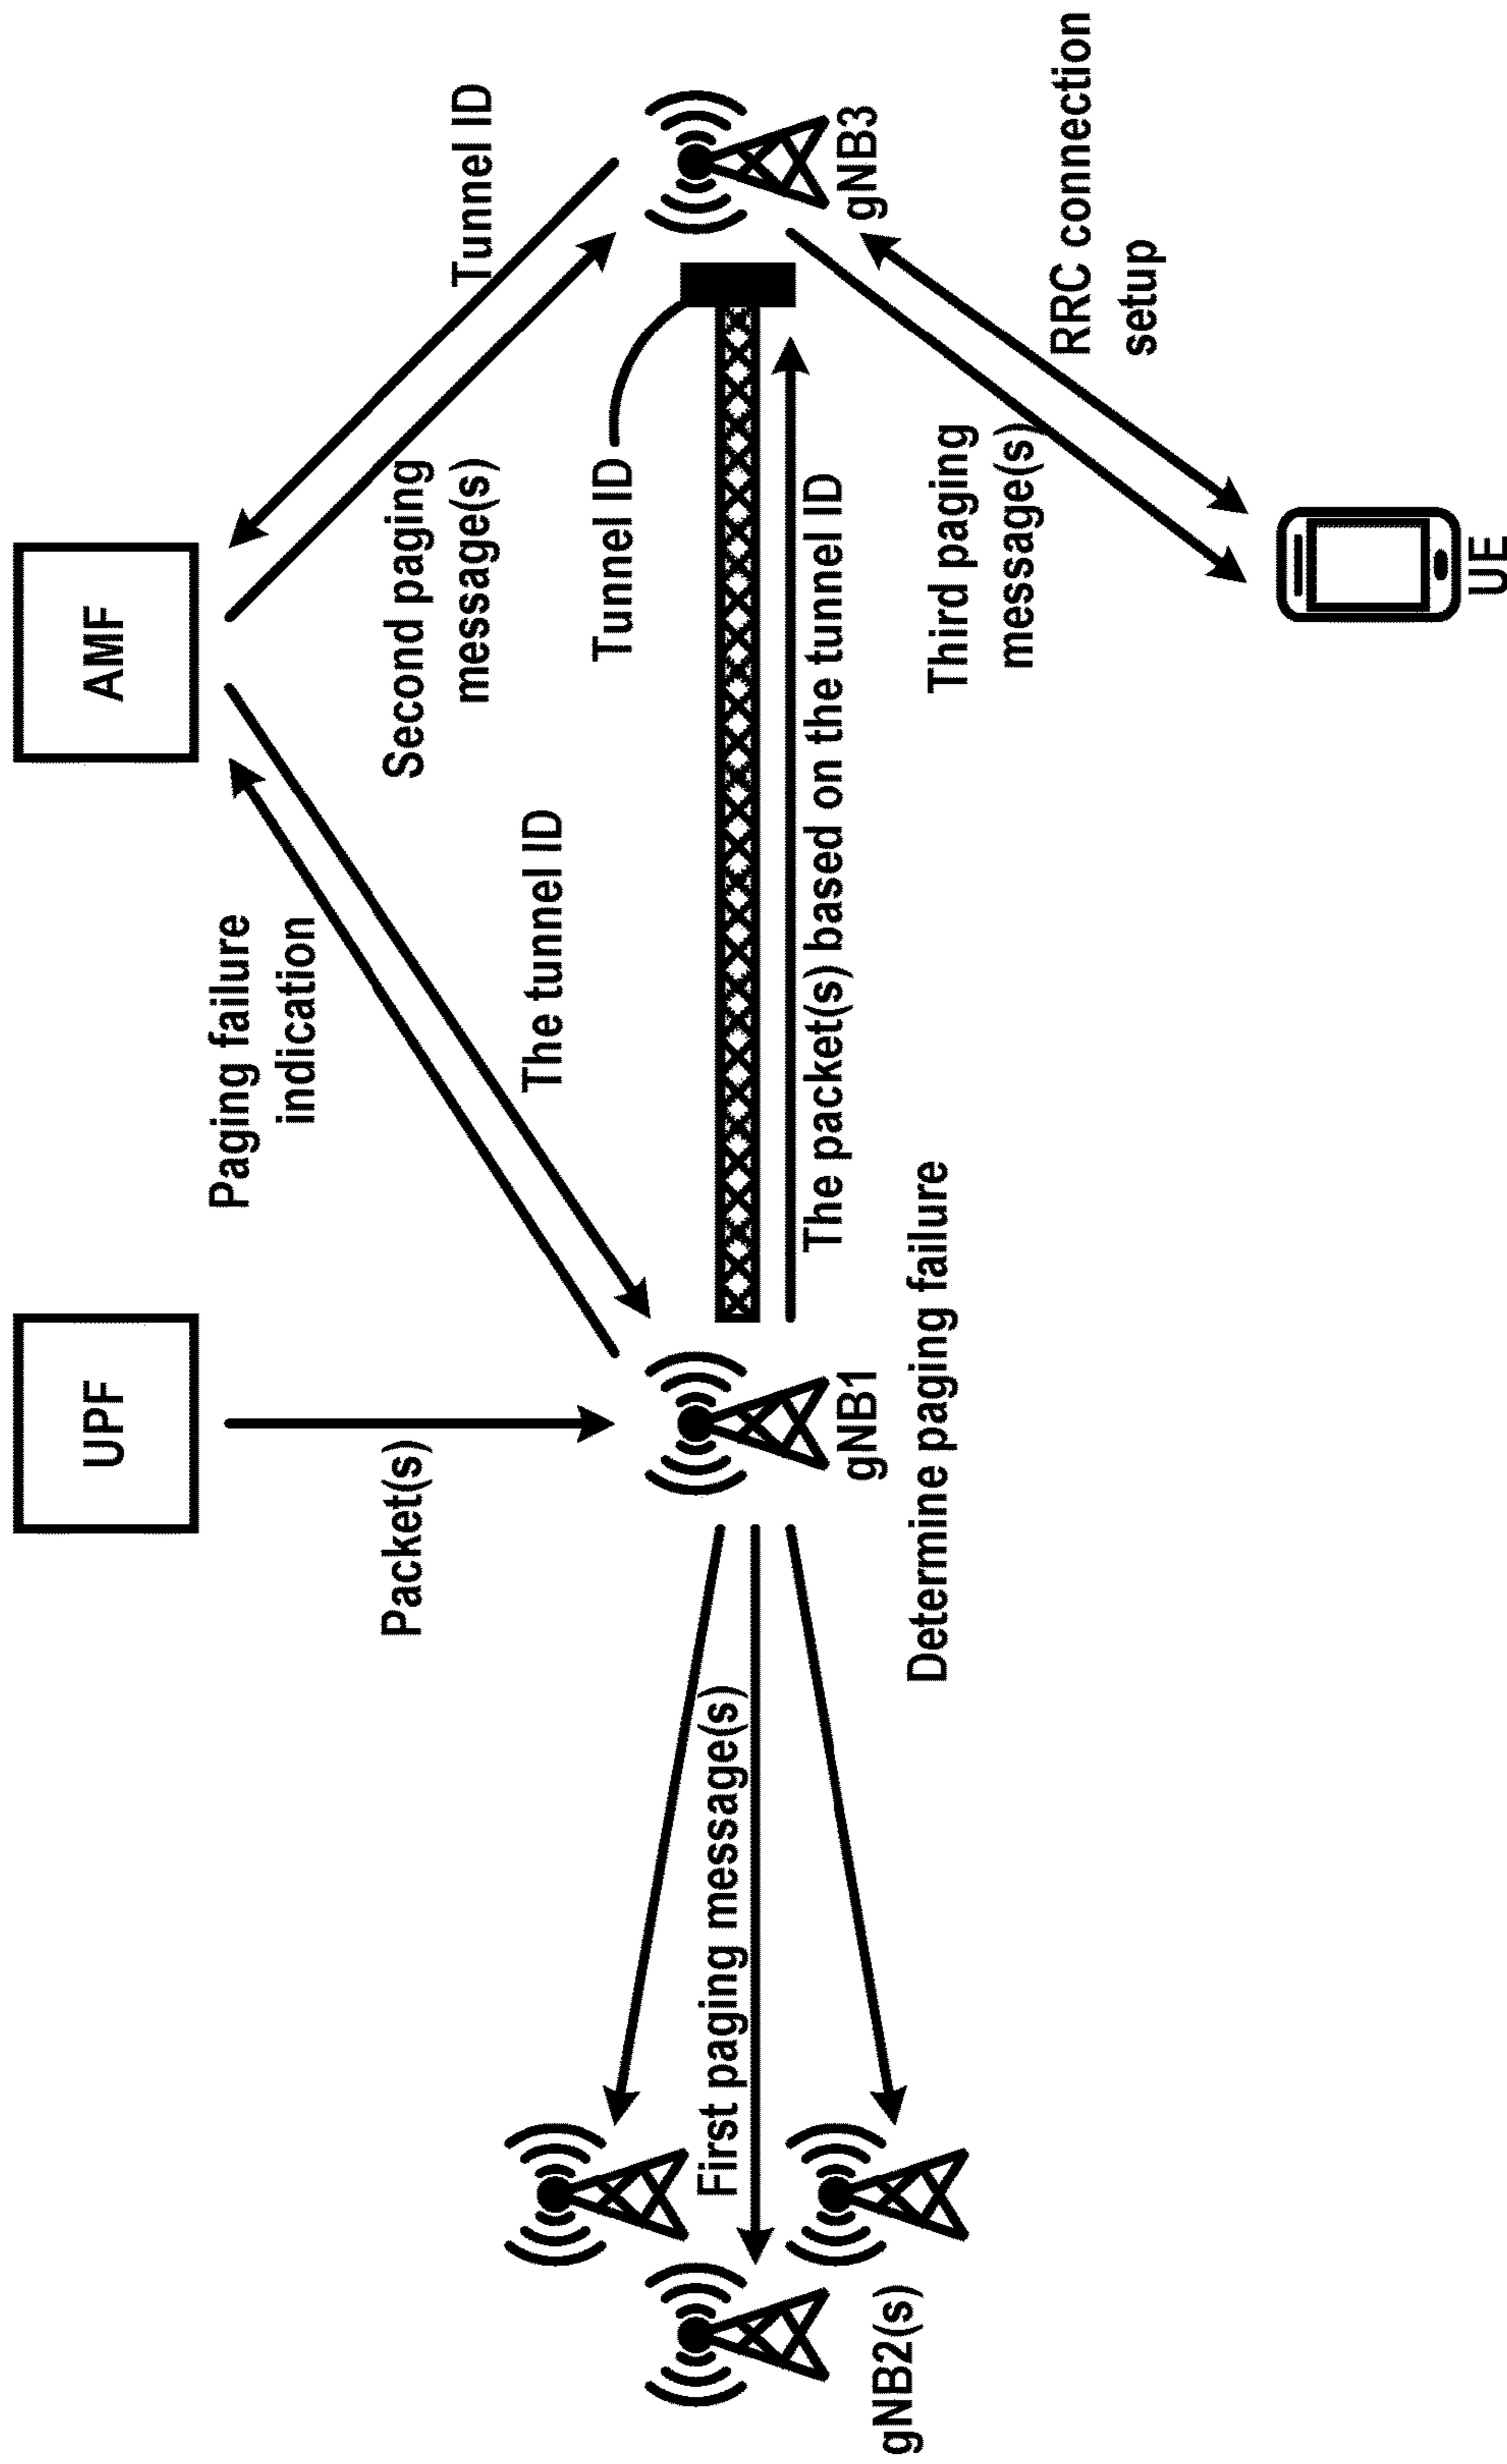 UPF
AMF
Paging failure
indication
Packet(s)
Second paging
message(s)
Tunnel ID
The tunnel ID
Tunnel ID
First paging message(s)
The packet(s) based on the tunnel ID
gNB1
gNB3
gNB2(s)
Determine paging failure
Third paging
message(s)
RRC connection
setup
UE